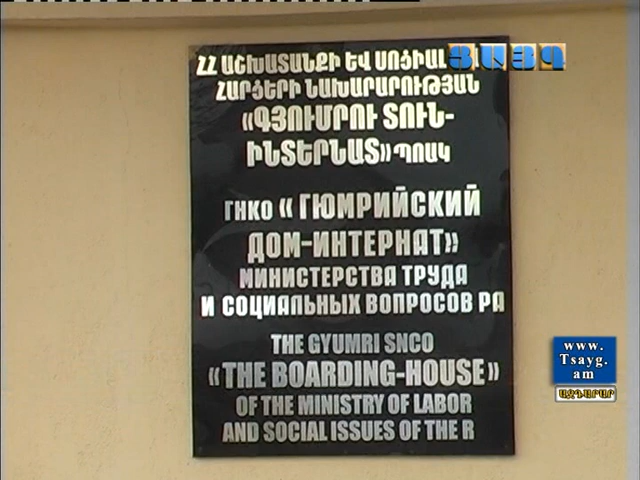 ՀՀ ԱՇԽԱՏԱՆՔԻ ԵՎ ՍՈՑԻԱԼ
ՑԱՅԳ
ՀԱՐՑԵՐԻ ՆԱԽԱՐԱՐՈՒԹՅԱՆ
«ԳՅՈՒՄՐՈՒ ՏՈՒՆ-
ԻՆՏԵՐՆԱՏ» ՊՈԱԿ
ГНКО « ГЮМРИЙСКИЙ
ДОМ-ИНТЕРНАТ»
МИНИСТЕРСТВА ТРУДА
И СОЦИАЛЬНЫХ ВОПРОСОВ РА
THE GYUMRI SNCO
«THE BOARDING-HOUSE»
OF THE MINISTRY OF LABOR
AND SOCIAL ISSUES OF THE R
www.
Tsayg.
am
ԱԶԴԱՐԱՐ